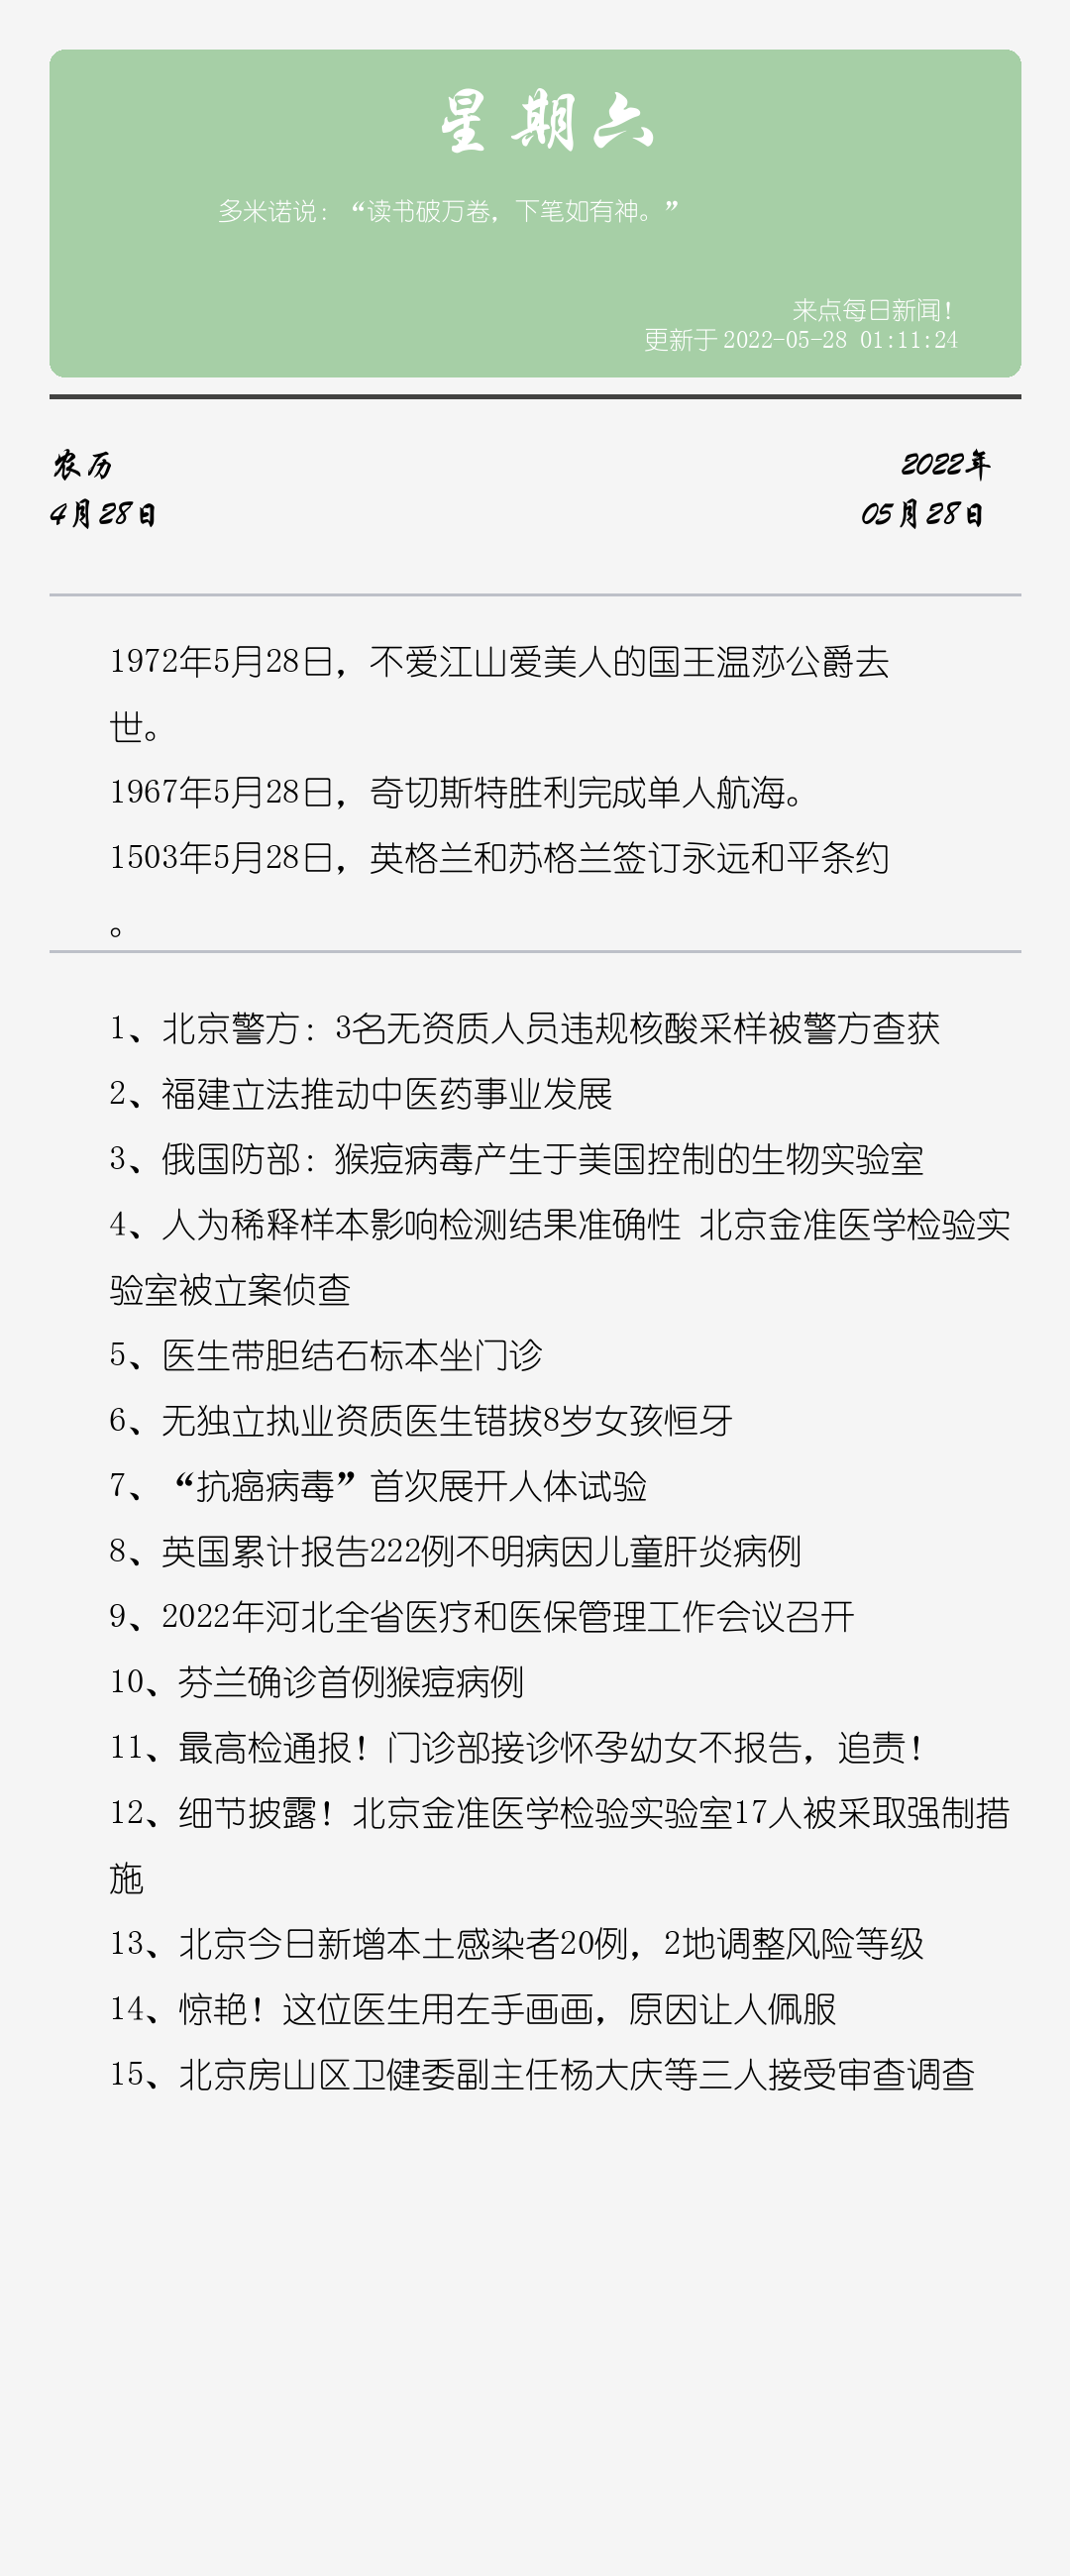 星期六
多米诺说：“读书破万卷，下笔如有神。”
来点每日新闻！
更新于 2022-05-28 01:11:24
农历
2022年
4月28日
05月28日
1972年5月28日，不爱江山爱美人的国王温莎公爵去
世。
1967年5月28日，奇切斯特胜利完成单人航海。
1503年5月28日，英格兰和苏格兰签订永远和平条约
。
1、北京警方：3名无资质人员违规核酸采样被警方查获
2、福建立法推动中医药事业发展
3、俄国防部：猴痘病毒产生于美国控制的生物实验室
4、人为稀释样本影响检测结果准确性 北京金准医学检验实
验室被立案侦查
5、医生带胆结石标本坐门诊
6、无独立执业资质医生错拔8岁女孩恒牙
7、“抗癌病毒”首次展开人体试验
8、英国累计报告222例不明病因儿童肝炎病例
9、2022年河北全省医疗和医保管理工作会议召开
10、芬兰确诊首例猴痘病例
11、最高检通报！门诊部接诊怀孕幼女不报告，追责！
12、细节披露！北京金准医学检验实验室17人被采取强制措
施
13、北京今日新增本土感染者20例，2地调整风险等级
14、惊艳！这位医生用左手画画，原因让人佩服
15、北京房山区卫健委副主任杨大庆等三人接受审查调查